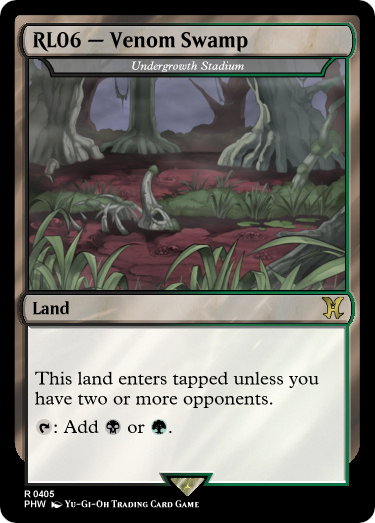 RL06 — Venom Swamp
Undergrowth Stadium
Land
This land enters tapped unless you
have two or more opponents.
: Add or .
R 0405
PHW Yu-Gi-Oh Trading Card Game